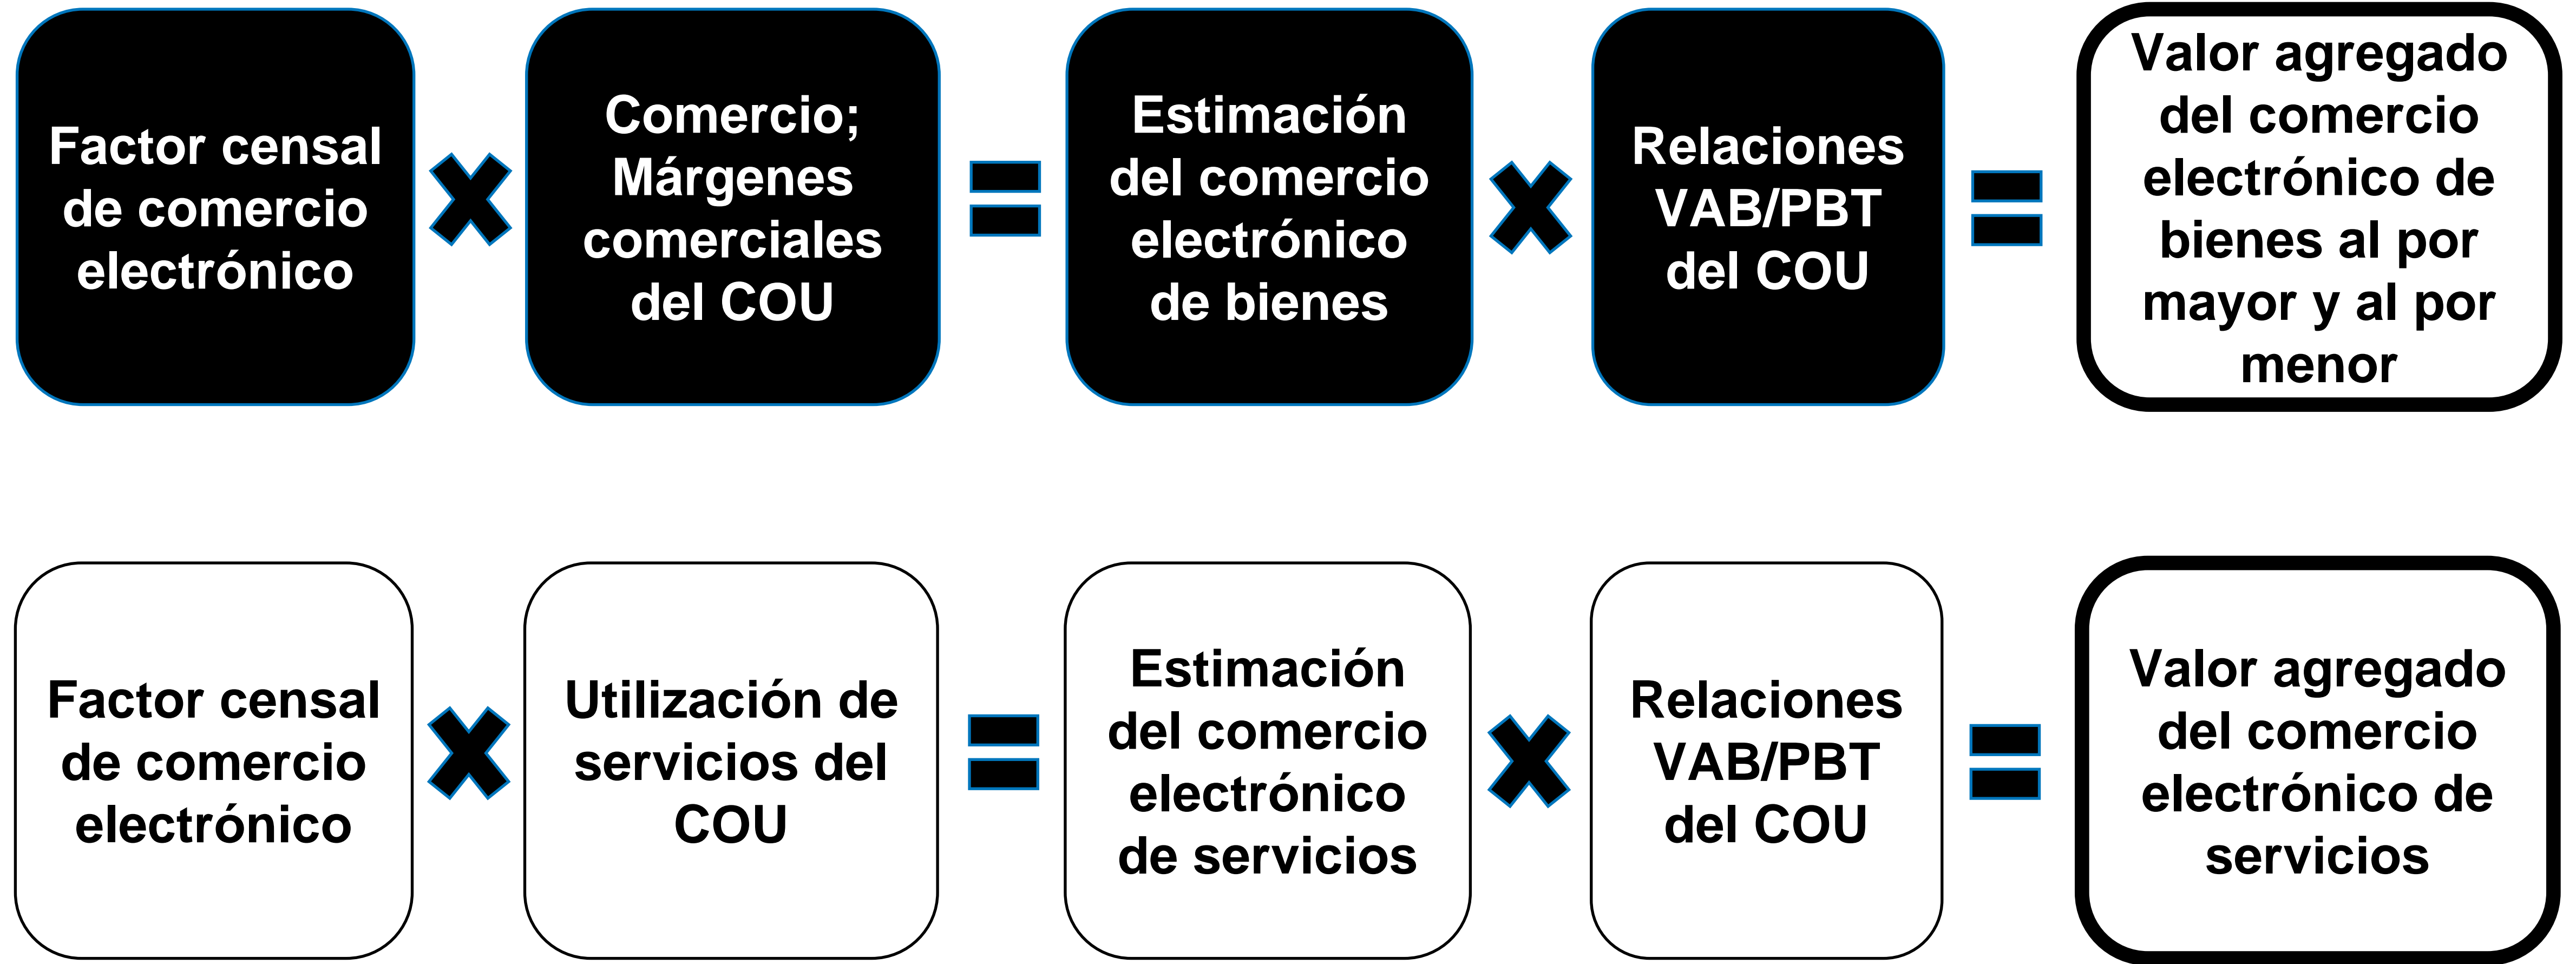 Factor censal
de comercio
electrónico
Comercio;
Márgenes
comerciales
del COU
Estimación
del comercio
electrónico
de bienes
Relaciones
VAB/PBT
del COU
Valor agregado
del comercio
electrónico de
bienes al por
mayor y al por
menor
Factor censal
de comercio
electrónico
Utilización de
servicios del
COU
Estimación
del comercio
electrónico
de servicios
Relaciones
VAB/PBT
del COU
Valor agregado
del comercio
electrónico de
servicios